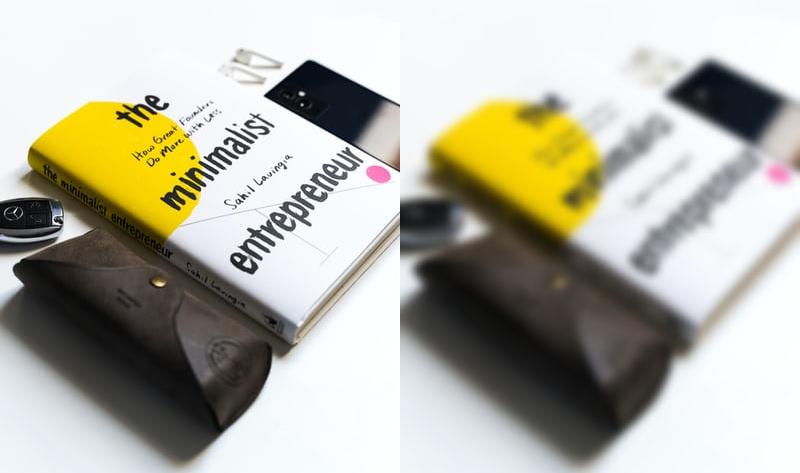 the
How Great Founders
Do More with Less
minimalist
Sahil Lavingia
entrepreneur
the minimalist entrepreneur
Sahil Lavingia